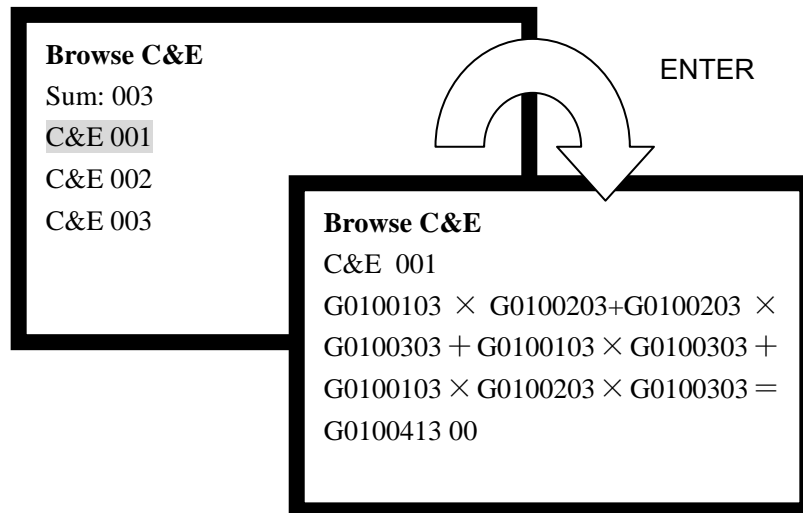 Browse C&E
Sum: 003
C&E 001
C&E 002
C&E 003
ENTER
Browse C&E
C&E 001
G0100103 × G0100203+G0100203 ×
G0100303＋G0100103×G0100303＋
G0100103×G0100203×G0100303＝
G0100413 00